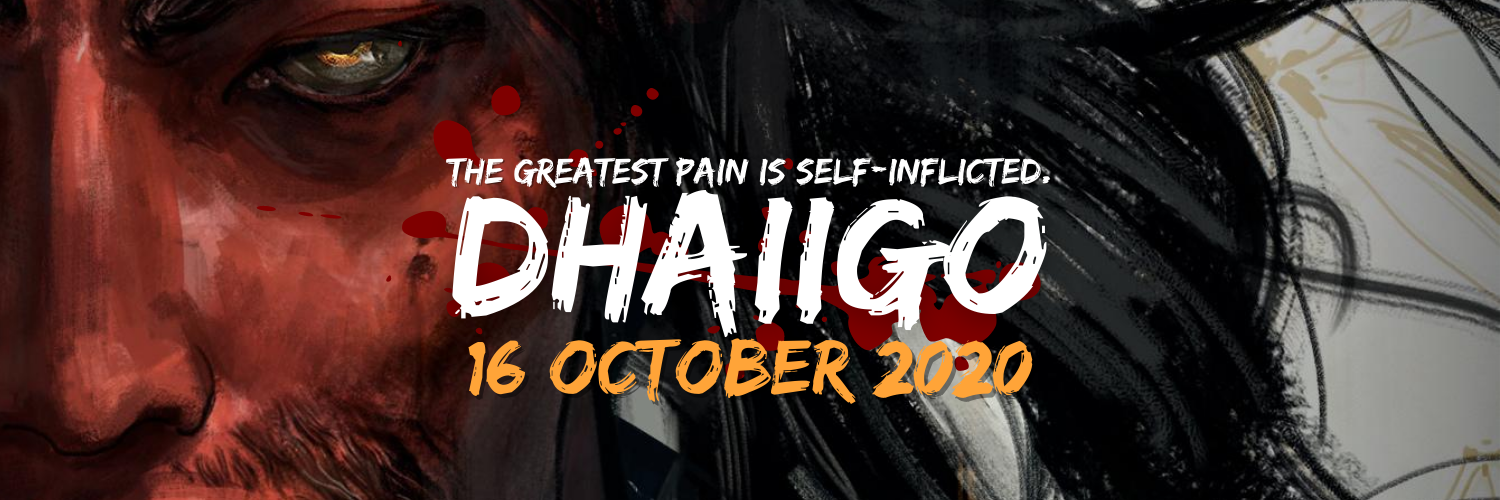 THE GREATEST PAIN IS SELF-INFLICTED.
DHAIIGO
16 OCTOBER 2020